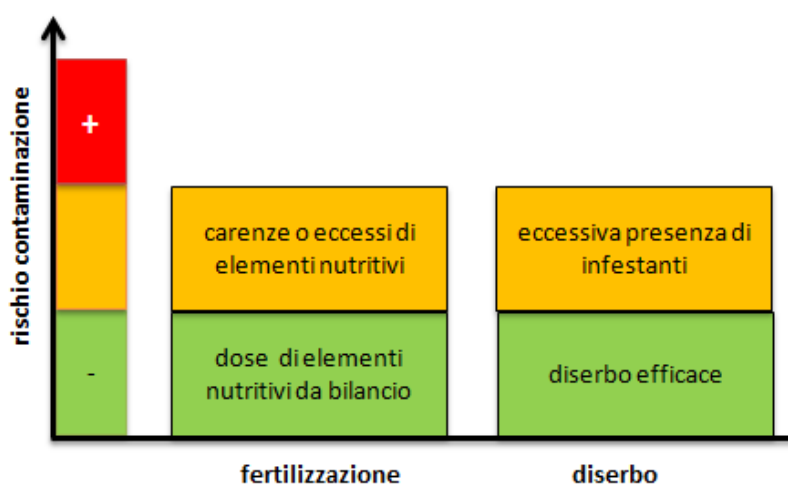 rischio contaminazione
+
-
carenze o eccessi di
elementi nutritivi
dose di elementi
nutritivi da bilancio
eccessiva presenza di
infestanti
diserbo efficace
fertilizzazione
diserbo